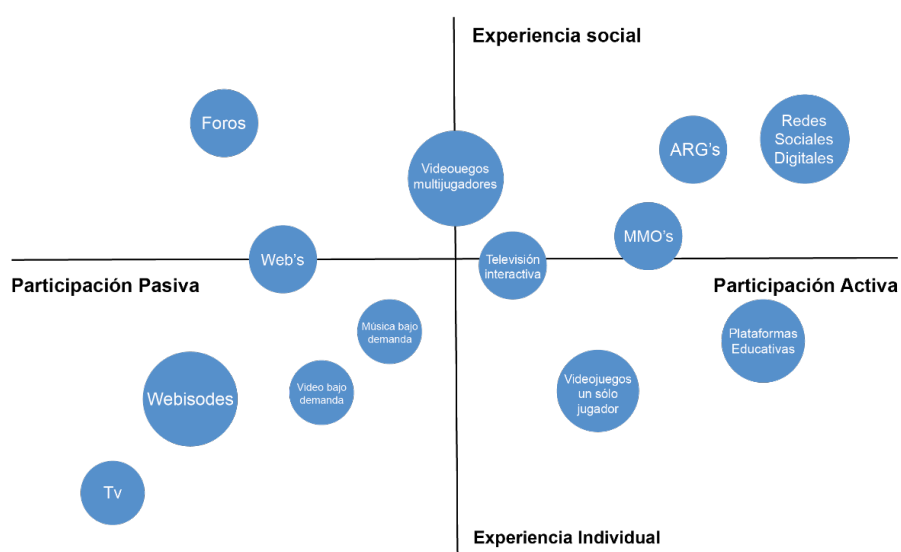 Experiencia social
Foros
Redes
Sociales
Digitales
ARG's
Videouegos
multijugadores
MMO's
Web's
Televisión
interactiva
Participación Pasiva
Participación Activa
Música bajo
demanda
Plataformas
Educativas
Video bajo
demanda
Videojuegos
un sólo
jugador
Webisodes
Tv
Experiencia Individual